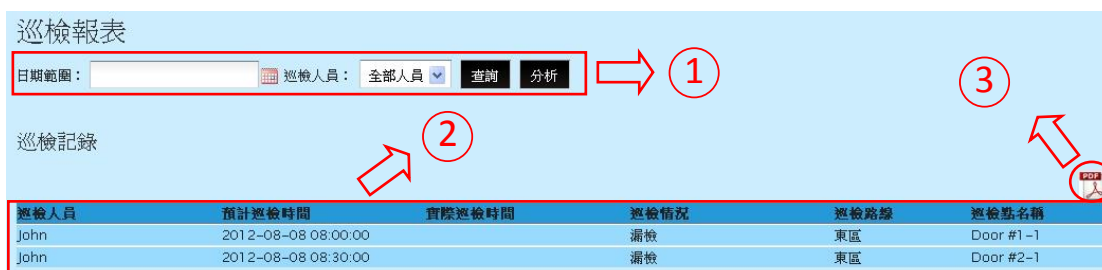 巡檢報表
日期範圍： 巡檢人員： 全部人員 查詢 分析
①
③
②
巡檢記錄
PDF
巡檢人員 預計巡檢時間 實際巡檢時間 巡檢情況 巡檢路線 巡檢點名稱
John 2012-08-08 08:00:00 漏檢 東區 Door #1-1
John 2012-08-08 08:30:00 漏檢 東區 Door #2-1